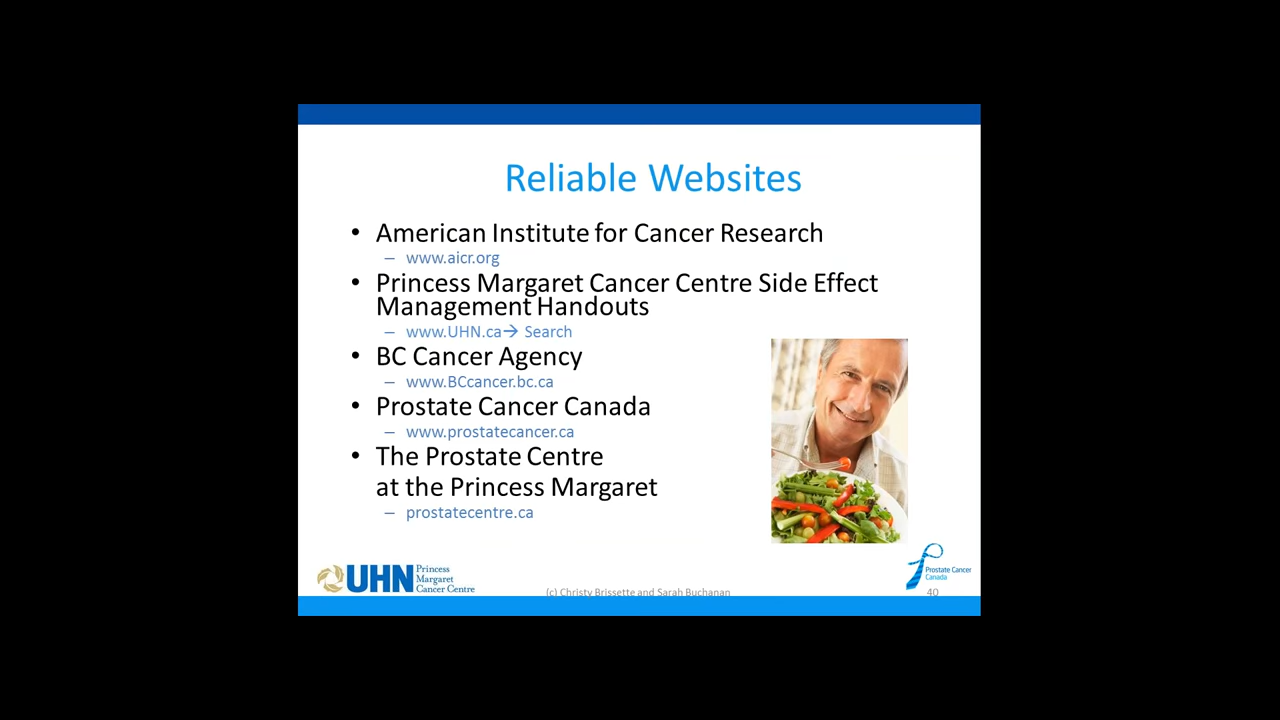 Reliable Websites
• American Institute for Cancer Research
– www.aicr.org
• Princess Margaret Cancer Centre Side Effect
Management Handouts
– www.UHN.ca→ Search
• BC Cancer Agency
– www.BCcancer.bc.ca
• Prostate Cancer Canada
– www.prostatecancer.ca
• The Prostate Centre
at the Princess Margaret
– prostatecentre.ca
UHN Princess
Margaret
Cancer Centre
(c) Christy Brissette and Sarah Buchanan
Prostate Cancer
Canada
40